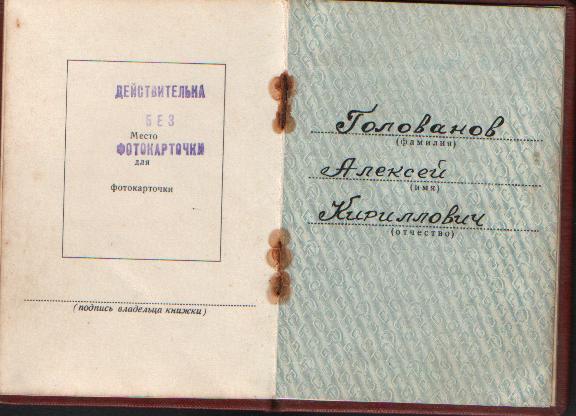 ДЕЙСТВИТЕЛЬНА
БЕЗ
Место
ФОТОКАРТОЧКИ
для
фотокарточки
(подпись владельца книжки)
Голованов
(фамилия)
Алексей
(имя)
Кириллович
(отчество)